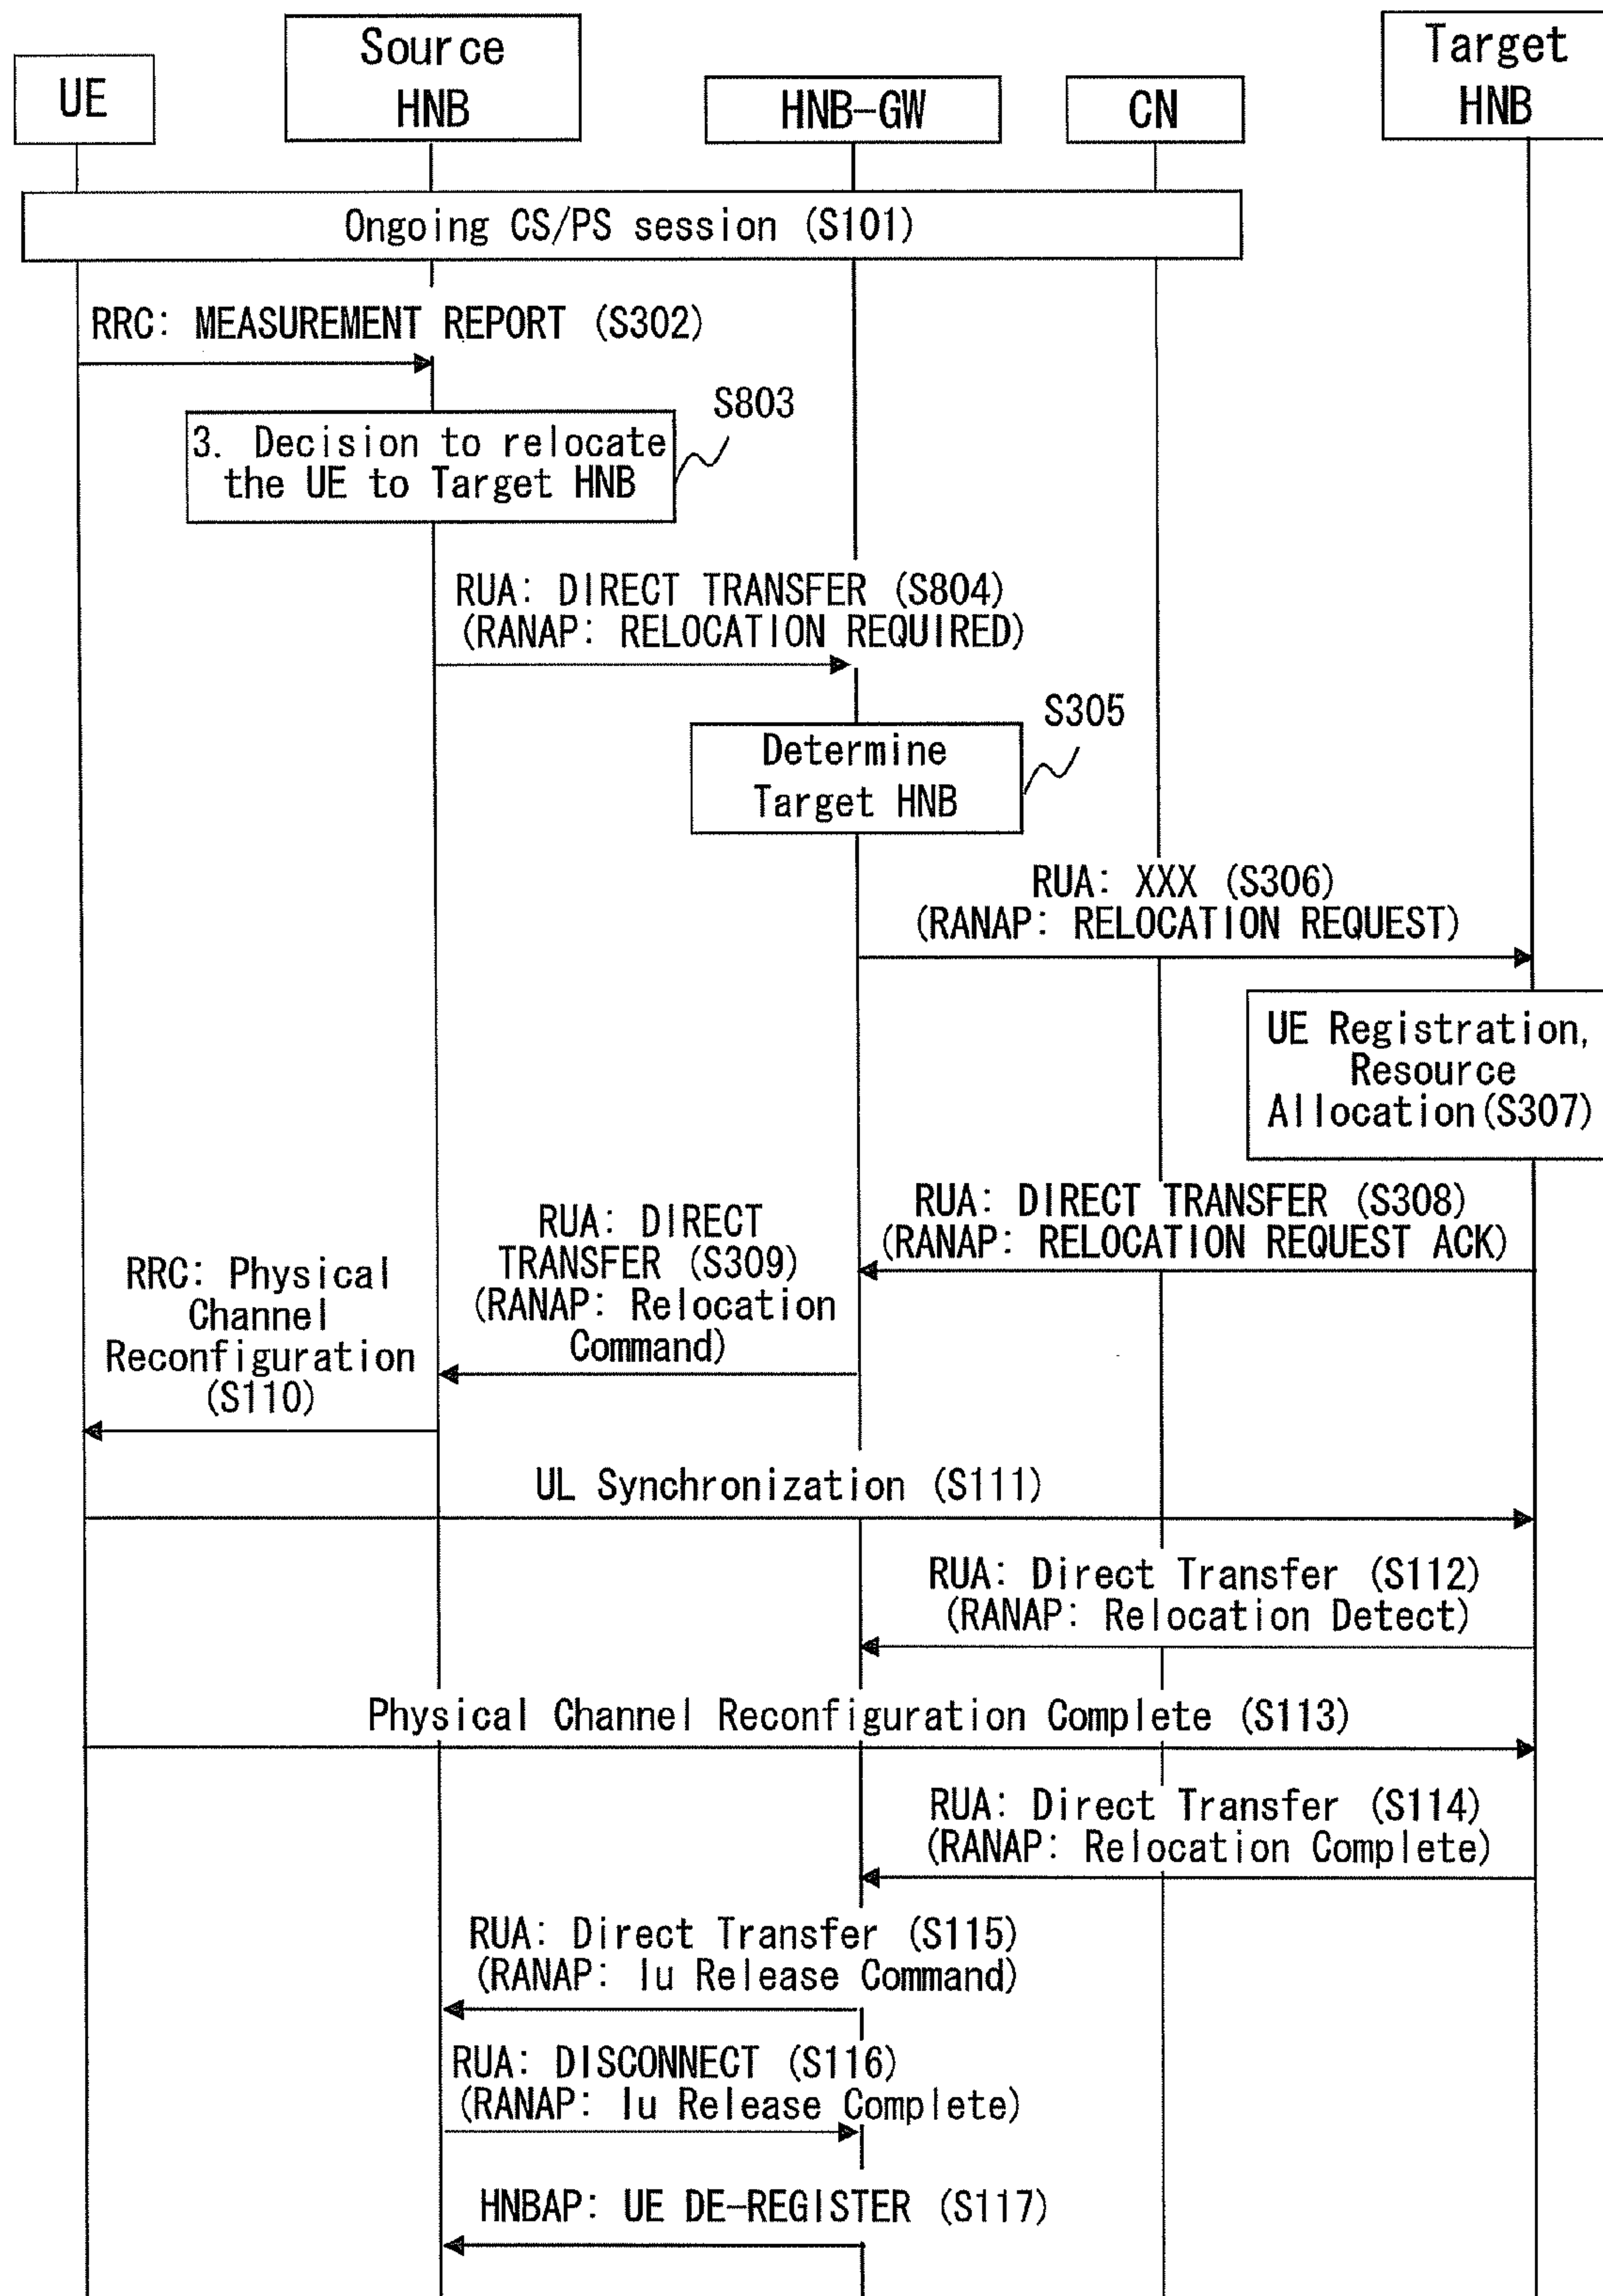 UE
Source
HNB
HNB-GW
CN
Target
HNB
Ongoing CS/PS session (S101)
RRC: MEASUREMENT REPORT (S302)
S803
3. Decision to relocate
the UE to Target HNB
RUA: DIRECT TRANSFER (S804)
(RANAP: RELOCATION REQUIRED)
S305
Determine
Target HNB
RUA: XXX (S306)
(RANAP: RELOCATION REQUEST)
UE Registration,
Resource
Allocation(S307)
RUA: DIRECT TRANSFER (S308)
(RANAP: RELOCATION REQUEST ACK)
RUA: DIRECT
TRANSFER (S309)
(RANAP: Relocation
Command)
RRC: Physical
Channel
Reconfiguration
(S110)
UL Synchronization (S111)
RUA: Direct Transfer (S112)
(RANAP: Relocation Detect)
Physical Channel Reconfiguration Complete (S113)
RUA: Direct Transfer (S114)
(RANAP: Relocation Complete)
RUA: Direct Transfer (S115)
(RANAP: Iu Release Command)
RUA: DISCONNECT (S116)
(RANAP: Iu Release Complete)
HNBAP: UE DE-REGISTER (S117)